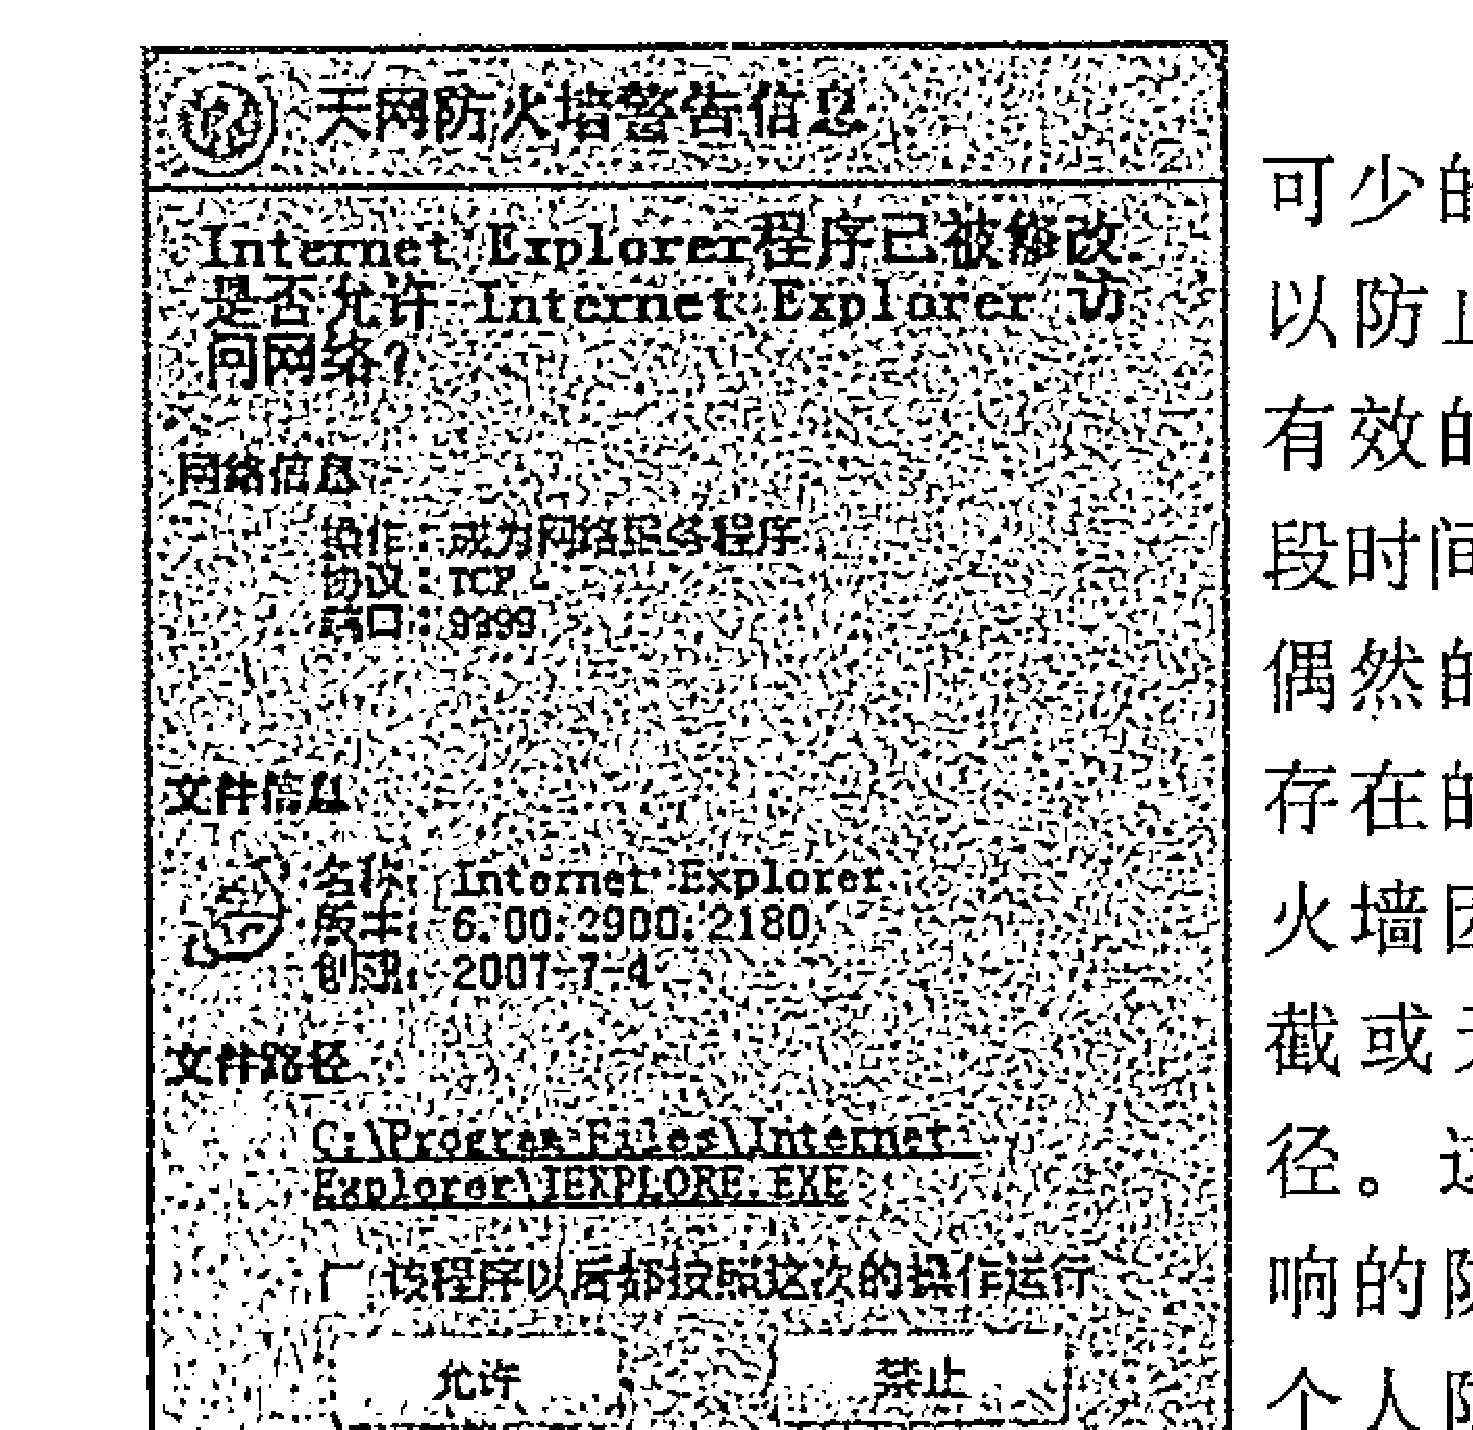 天网防火墙警告信息
Internet Explorer程序已被修改
是否允许 Internet Explorer 访
问网络?
网络信息
操作: 成为网络服务程序
协议: TCP
端口: 9999
文件信息
名称: Internet Explorer
版本: 6.00.2900.2180
创建: 2007-7-4
文件路径
C:\Program Files\Internet
Explorer\IEXPLORE.EXE
该程序以后都按照这次的操作运行
允许 禁止
可少的
以防止
有效的
段时间
偶然的
存在的
火墙因
截或
径。这
响的防
个人防